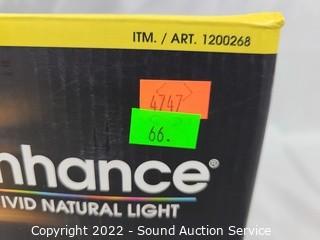 ITM. / ART. 1200268
4747
66.
nhance®
IVID NATURAL LIGHT
Copyright 2022 - Sound Auction Service